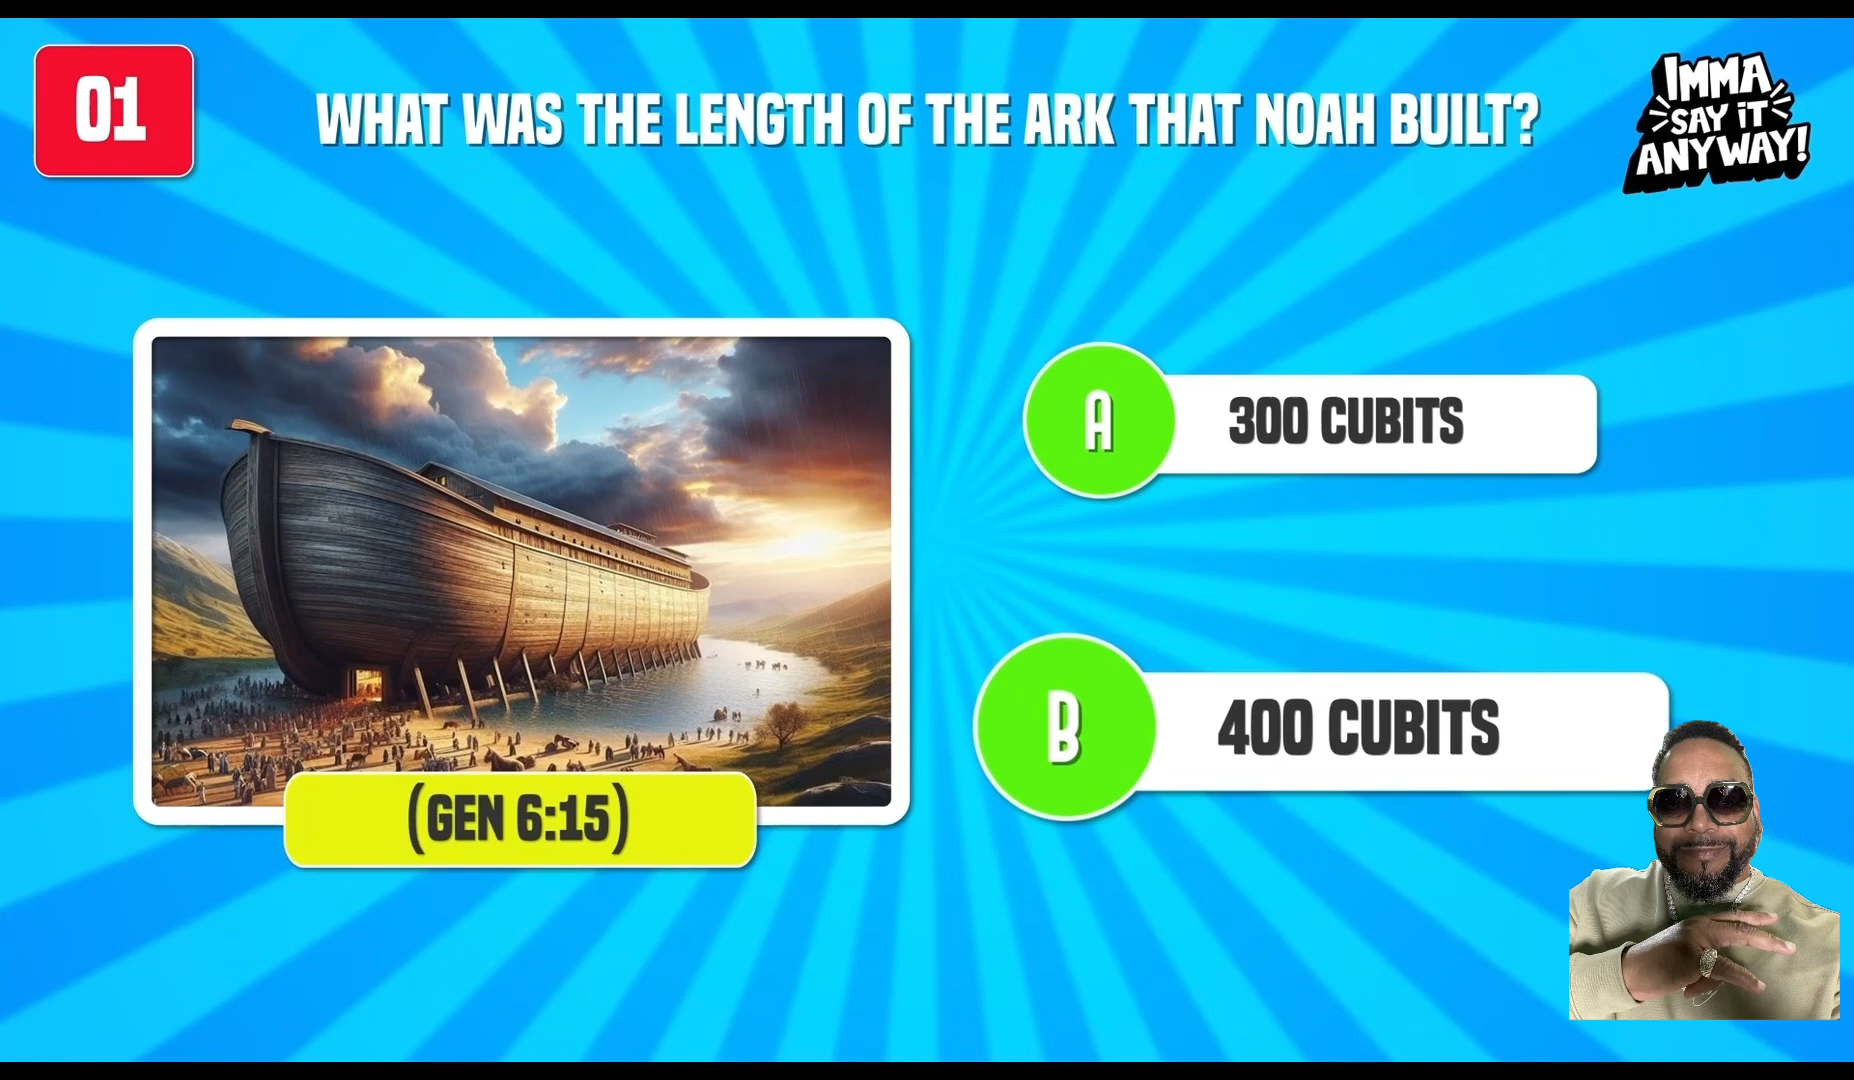 01
WHAT WAS THE LENGTH OF THE ARK THAT NOAH BUILT?
IMMA
SAY iT
ANYWAY!
A
300 CUBITS
B
400 CUBITS
(GEN 6:15)